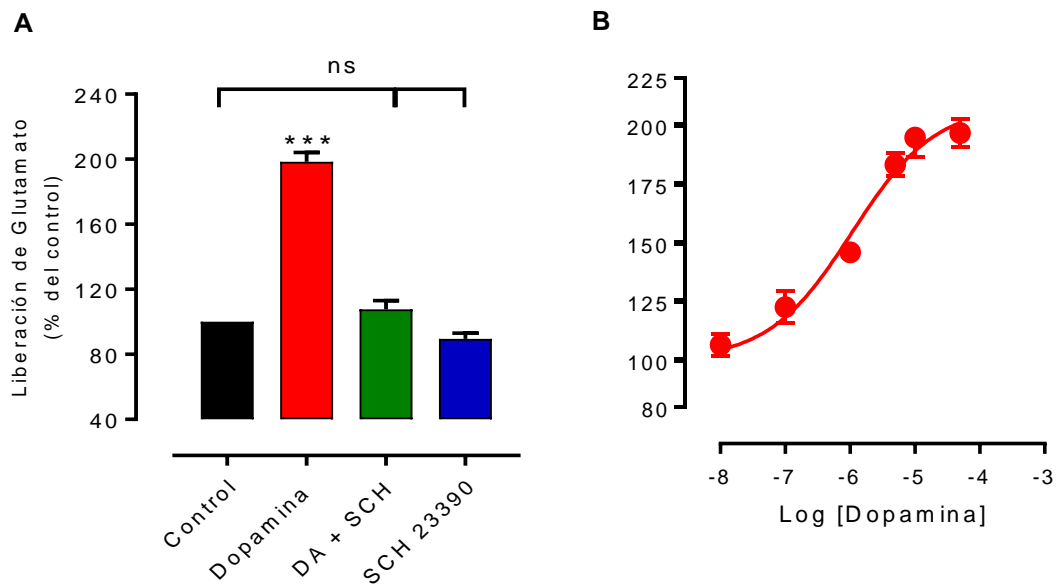 A
ns
***
Liberación de Glutamato
(% del control)
240
200
160
120
80
40
Control
Dopamina
DA + SCH
SCH 23390
B
225
200
175
150
125
100
80
-8 -7 -6 -5 -4 -3
Log [Dopamina]